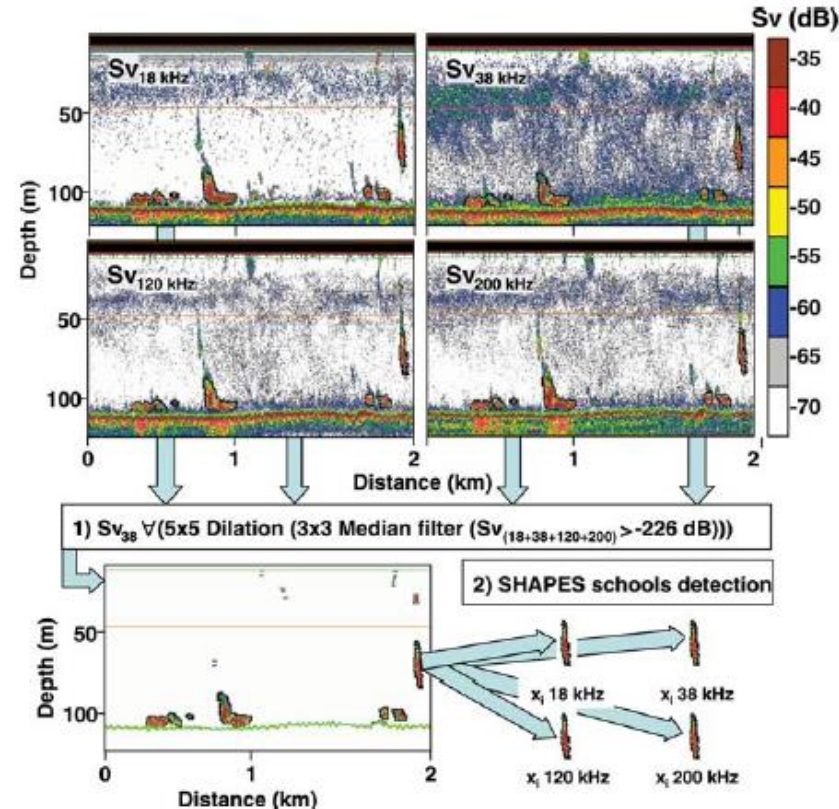 Sv (dB)
Sv18 kHz
Sv38 kHz
-35
-40
-45
-50
-55
-60
-65
-70
50
100
Depth (m)
Sv120 kHz
Sv200 kHz
50
100
0
1
2
1
2
Distance (km)
1) Sv38 ∀(5x5 Dilation (3x3 Median filter (Sv(18+38+120+200)>-226 dB)))
2) SHAPES schools detection
Depth (m)
50
100
0
1
2
Distance (km)
xi 18 kHz
xi 38 kHz
xi 120 kHz
xi 200 kHz